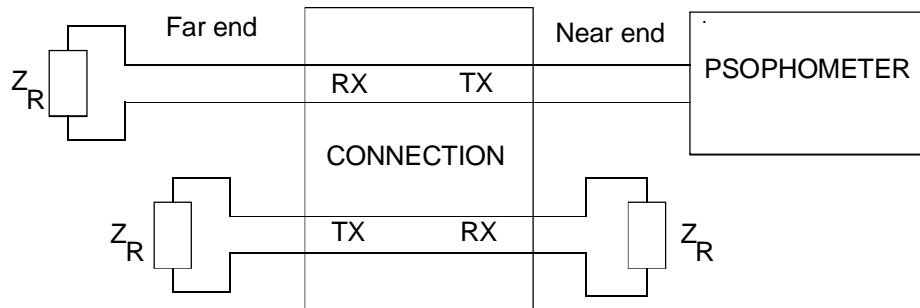 Far end
Near end
PSOPHOMETER
Z
R
RX
TX
CONNECTION
Z
R
TX
RX
Z
R